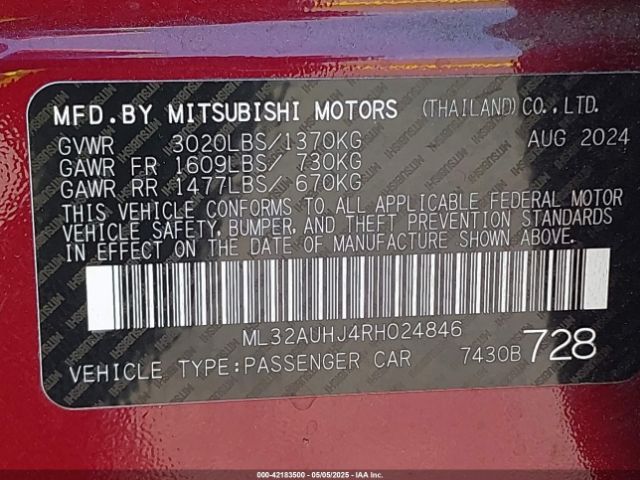 MFD.BY MITSUBISHI MOTORS (THAILAND)CO.,LTD.
GVWR 3020LBS/1370KG AUG 2024
GAWR FR 1609LBS/ 730KG
GAWR RR 1477LBS/ 670KG
THIS VEHICLE CONFORMS TO ALL APPLICABLE FEDERAL MOTOR
VEHICLE SAFETY, BUMPER, AND THEFT PREVENTION STANDARDS
IN EFFECT ON THE DATE OF MANUFACTURE SHOWN ABOVE.
ML32AUHJ4RH024846
VEHICLE TYPE:PASSENGER CAR 7430B 728
000-42183500 - 05/05/2025 - IAAI.COM